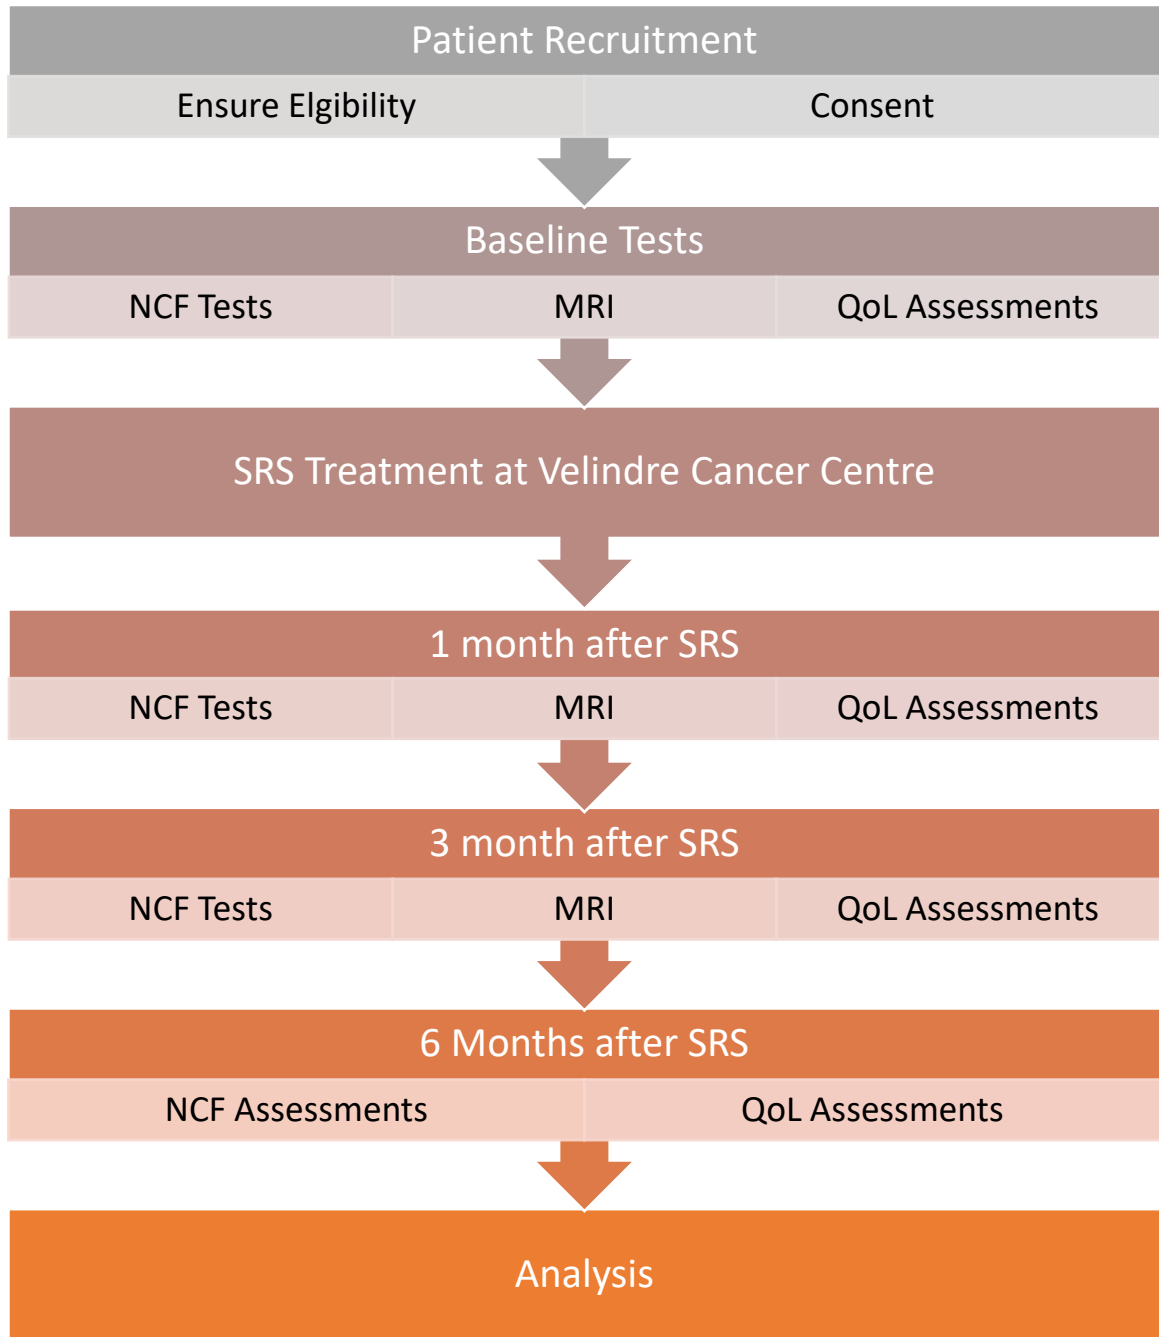 Patient Recruitment
Ensure Elgibility
Consent
Baseline Tests
NCF Tests
MRI
QoL Assessments
SRS Treatment at Velindre Cancer Centre
1 month after SRS
NCF Tests
MRI
QoL Assessments
3 month after SRS
NCF Tests
MRI
QoL Assessments
6 Months after SRS
NCF Assessments
QoL Assessments
Analysis